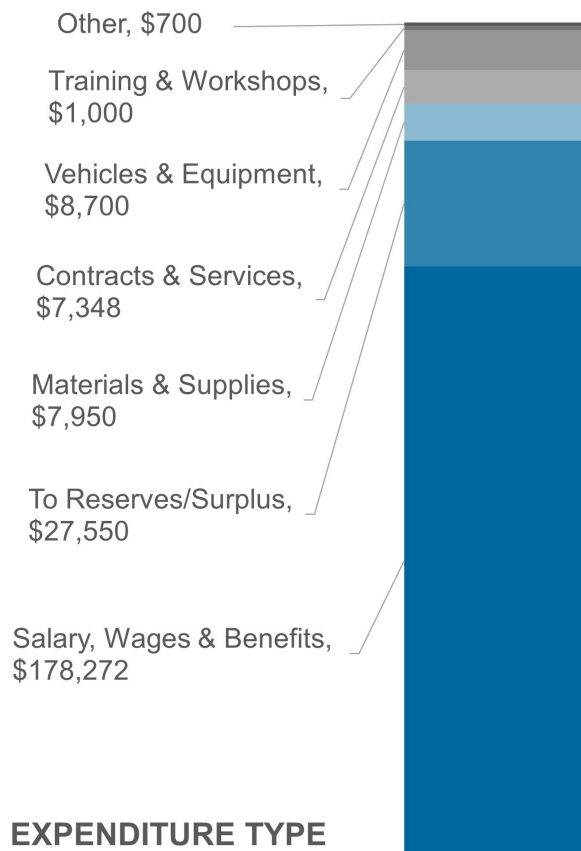 Other, $700
Training & Workshops,
$1,000
Vehicles & Equipment,
$8,700
Contracts & Services,
$7,348
Materials & Supplies,
$7,950
To Reserves/Surplus,
$27,550
Salary, Wages & Benefits,
$178,272
EXPENDITURE TYPE